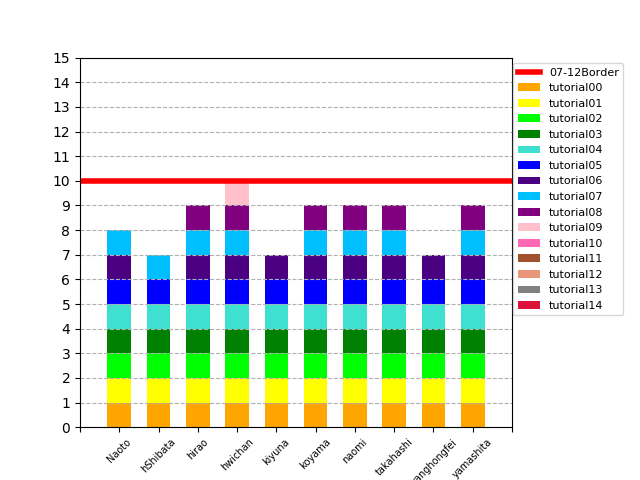 15
14
13
12
11
10
9
8
7
6
5
4
3
2
1
0
Naoto
hShibata
hirao
hwichan
kiyuna
koyama
naomi
takahashi
yamashita
07-12Border
tutorial00
tutorial01
tutorial02
tutorial03
tutorial04
tutorial05
tutorial06
tutorial07
tutorial08
tutorial09
tutorial10
tutorial11
tutorial12
tutorial13
tutorial14